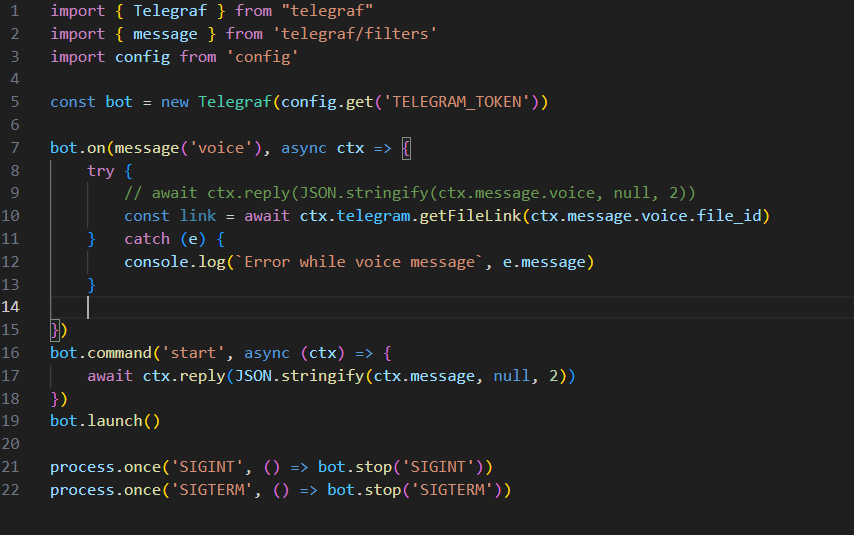 1 import { Telegraf } from "telegraf"
2 import { message } from 'telegraf/filters'
3 import config from 'config'
4
5 const bot = new Telegraf(config.get('TELEGRAM_TOKEN'))
6
7 bot.on(message('voice'), async ctx => {
8     try {
9         // await ctx.reply(JSON.stringify(ctx.message.voice, null, 2))
10         const link = await ctx.telegram.getFileLink(ctx.message.voice.file_id)
11     }   catch (e) {
12         console.log(`Error while voice message`, e.message)
13     }
14
15 })
16 bot.command('start', async (ctx) => {
17     await ctx.reply(JSON.stringify(ctx.message, null, 2))
18 })
19 bot.launch()
20
21 process.once('SIGINT', () => bot.stop('SIGINT'))
22 process.once('SIGTERM', () => bot.stop('SIGTERM'))